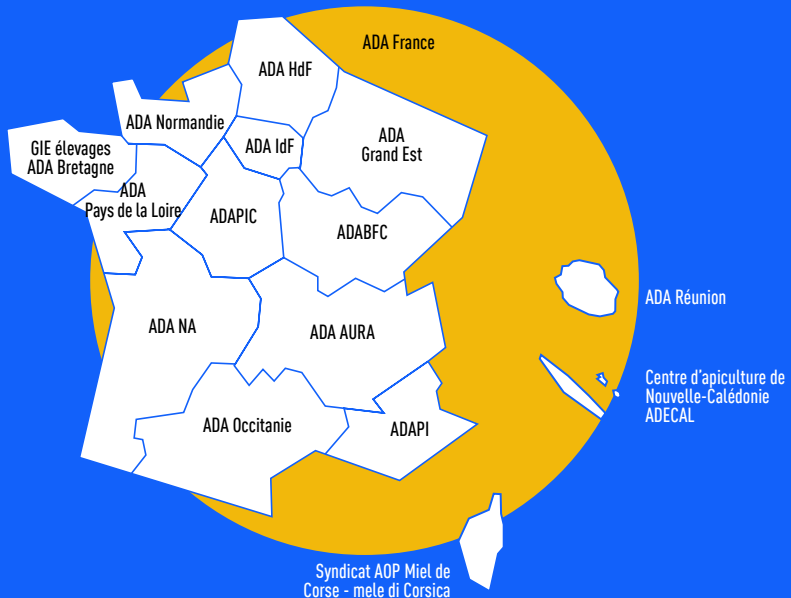 ADA France
ADA HdF
ADA Normandie
ADA IdF
ADA
Grand Est
GIE élevages
ADA Bretagne
ADA
Pays de la Loire
ADAPIC
ADABFC
ADA Réunion
ADA NA
ADA AURA
Centre d'apiculture de
Nouvelle-Calédonie
ADECAL
ADA Occitanie
ADAPI
Syndicat AOP Miel de
Corse - mele di Corsica